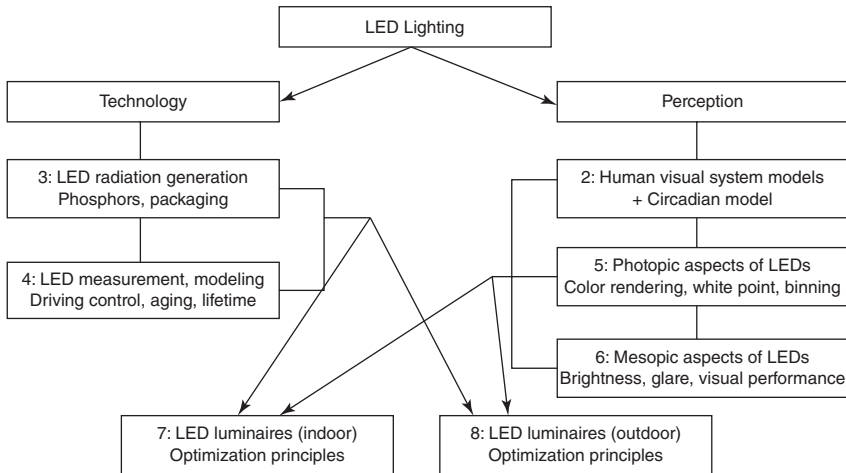 LED Lighting
Technology
Perception
3: LED radiation generation
Phosphors, packaging
2: Human visual system models
+ Circadian model
4: LED measurement, modeling
Driving control, aging, lifetime
5: Photopic aspects of LEDs
Color rendering, white point, binning
6: Mesopic aspects of LEDs
Brightness, glare, visual performance
7: LED luminaires (indoor)
Optimization principles
8: LED luminaires (outdoor)
Optimization principles